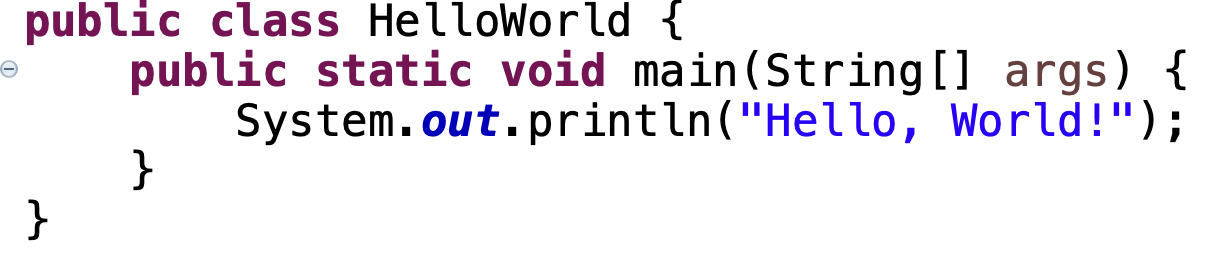 public class HelloWorld {
    public static void main(String[] args) {
        System.out.println("Hello, World!");
    }
}